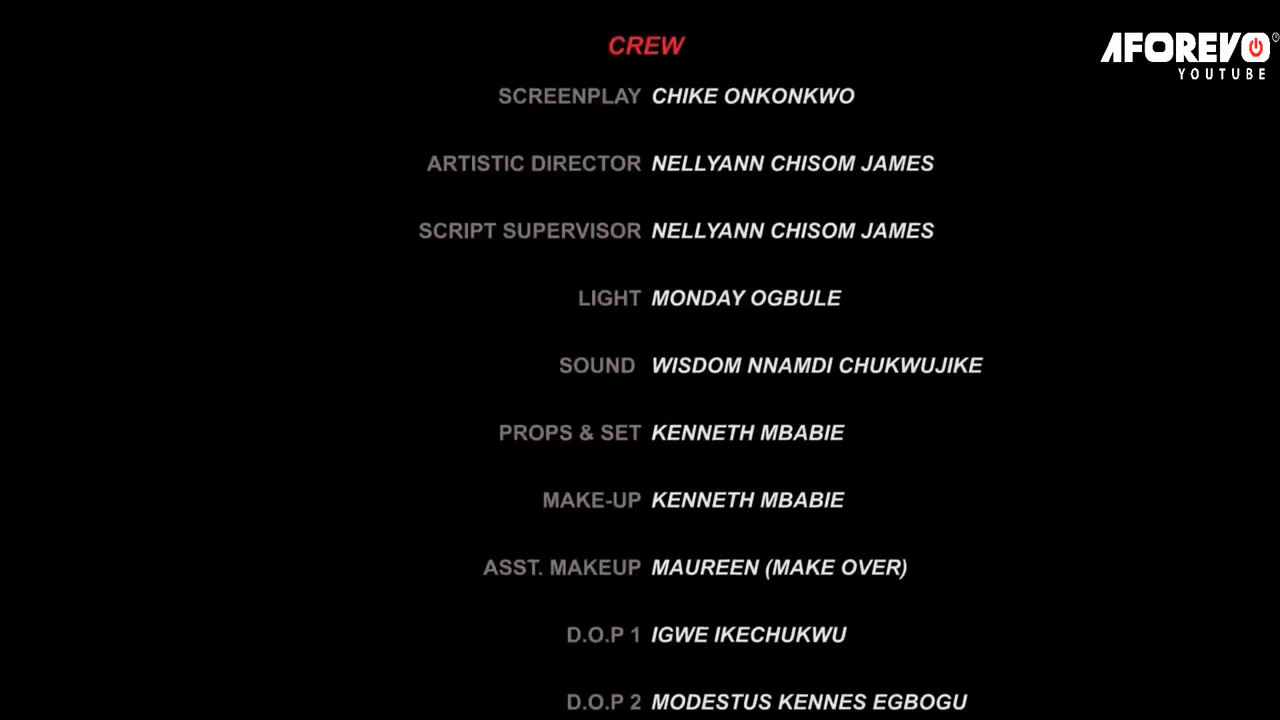 CREW
AFOREVO
YOUTUBE
SCREENPLAY CHIKE ONKONKWO
ARTISTIC DIRECTOR NELLYANN CHISOM JAMES
SCRIPT SUPERVISOR NELLYANN CHISOM JAMES
LIGHT MONDAY OGBULE
SOUND WISDOM NNAMDI CHUKWUJIKE
PROPS & SET KENNETH MBABIE
MAKE-UP KENNETH MBABIE
ASST. MAKEUP MAUREEN (MAKE OVER)
D.O.P 1 IGWE IKECHUKWU
D.O.P 2 MODESTUS KENNES EGBOGU